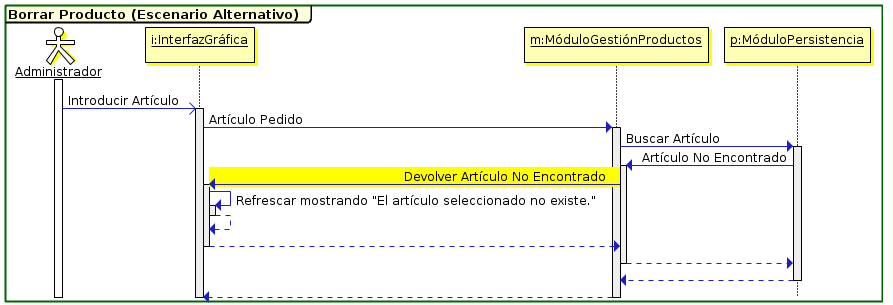 Borrar Producto (Escenario Alternativo)
i:InterfazGráfica
m:MóduloGestiónProductos
p:MóduloPersistencia
Administrador
Introducir Artículo
Artículo Pedido
Buscar Artículo
Artículo No Encontrado
Devolver Artículo No Encontrado
Refrescar mostrando "El artículo seleccionado no existe."